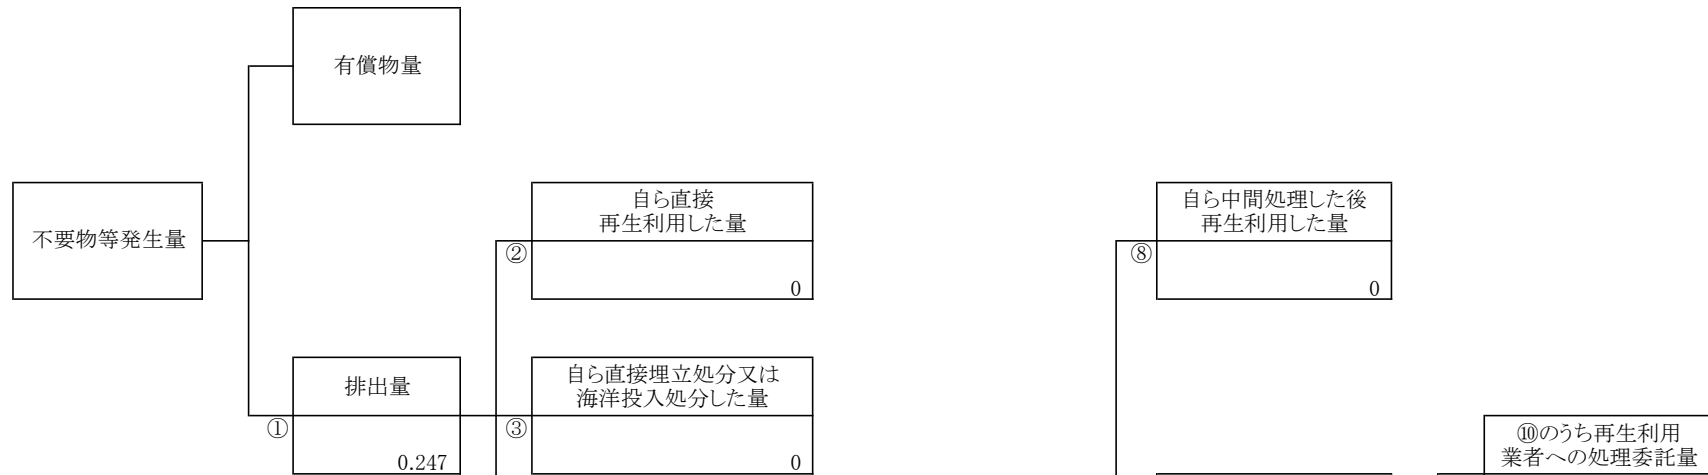 有償物量
不要物等発生量
自ら直接
再生利用した量
②
0
自ら中間処理した後
再生利用した量
⑧
0
排出量
①
0.247
自ら直接埋立処分又は
海洋投入処分した量
③
0
⑩のうち再生利用
業者への処理委託量